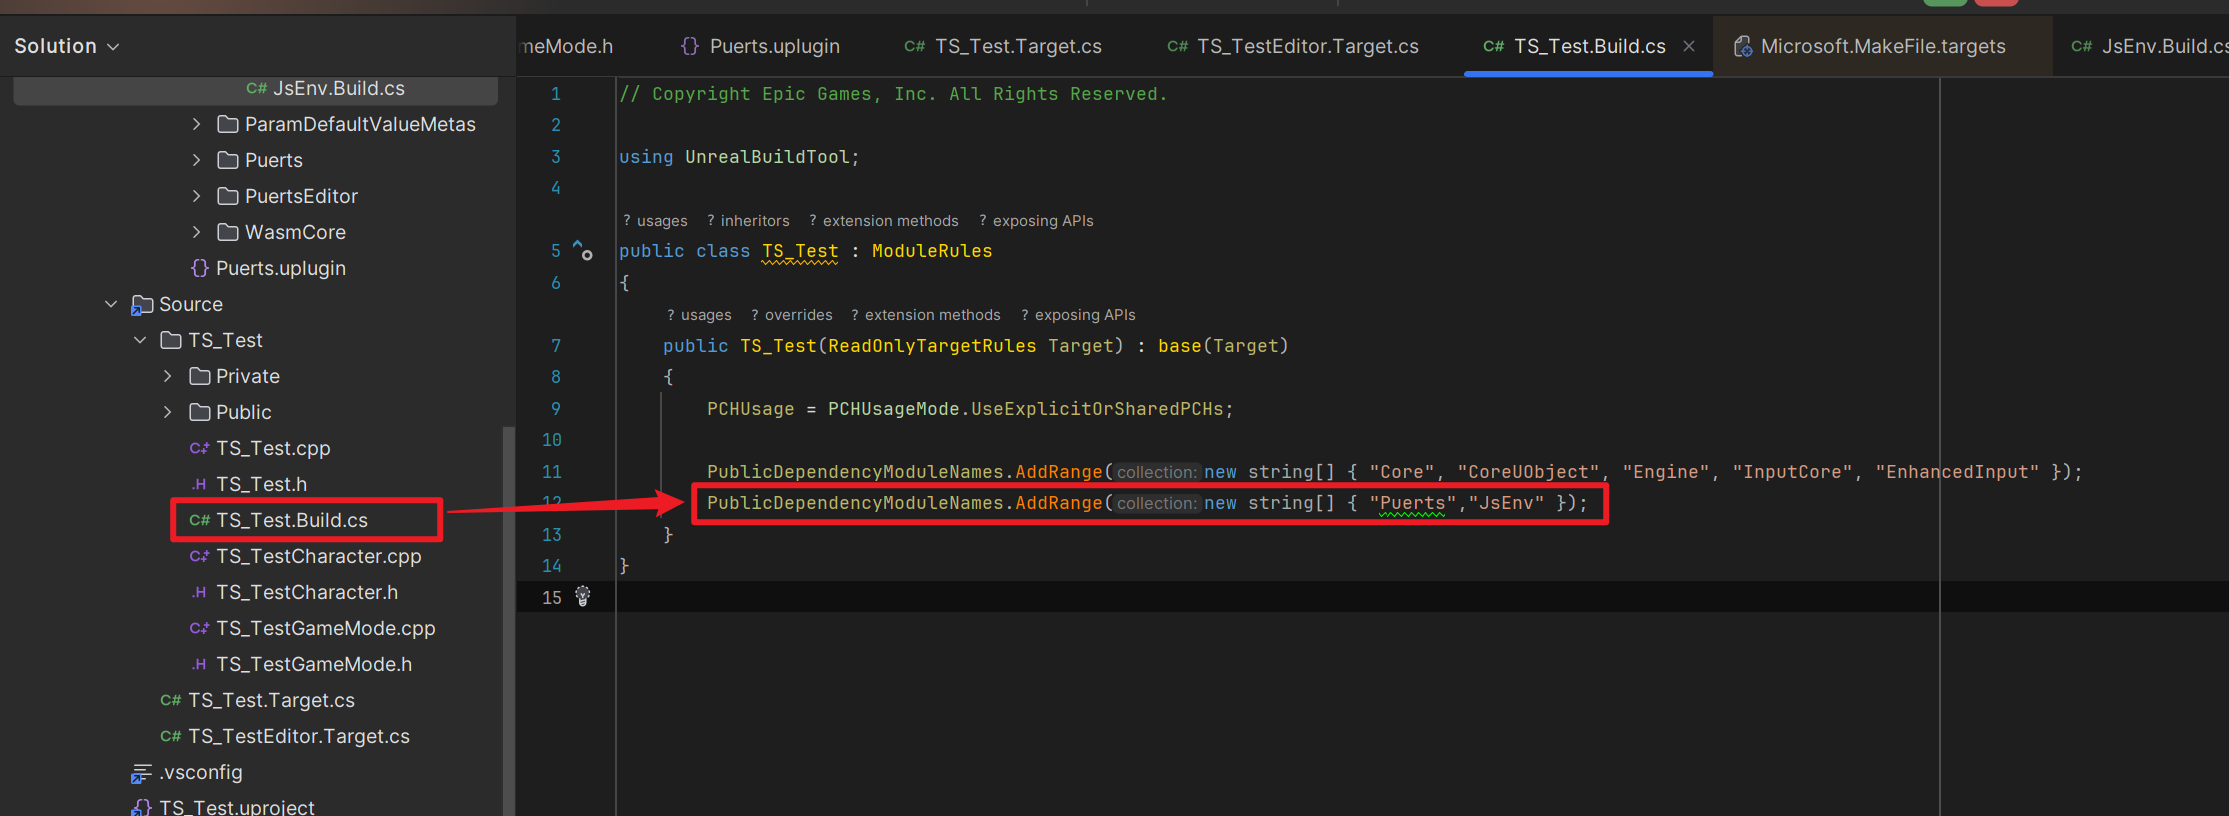 Solution
JsEnv.Build.cs
ParamDefaultValueMetas
Puerts
PuertsEditor
WasmCore
{} Puerts.uplugin
Source
TS_Test
Private
Public
C+ TS_Test.cpp
.H TS_Test.h
C# TS_Test.Build.cs
C+ TS_TestCharacter.cpp
.H TS_TestCharacter.h
C+ TS_TestGameMode.cpp
.H TS_TestGameMode.h
C# TS_Test.Target.cs
C# TS_TestEditor.Target.cs
.vsconfig
{} TS_Test.uproject
meMode.h {} Puerts.uplugin C# TS_Test.Target.cs C# TS_TestEditor.Target.cs C# TS_Test.Build.cs × Microsoft.MakeFile.targets C# JsEnv.Build.cs
1 // Copyright Epic Games, Inc. All Rights Reserved.
2
3 using UnrealBuildTool;
4
? usages ? inheritors ? extension methods ? exposing APIs
5 public class TS_Test : ModuleRules
6 {
? usages ? overrides ? extension methods ? exposing APIs
7 public TS_Test(ReadOnlyTargetRules Target) : base(Target)
8 {
9 PCHUsage = PCHUsageMode.UseExplicitOrSharedPCHs;
10
11 PublicDependencyModuleNames.AddRange( collection: new string[] { "Core", "CoreUObject", "Engine", "InputCore", "EnhancedInput" });
12 PublicDependencyModuleNames.AddRange( collection: new string[] { "Puerts","JsEnv" });
13 }
14 }
15